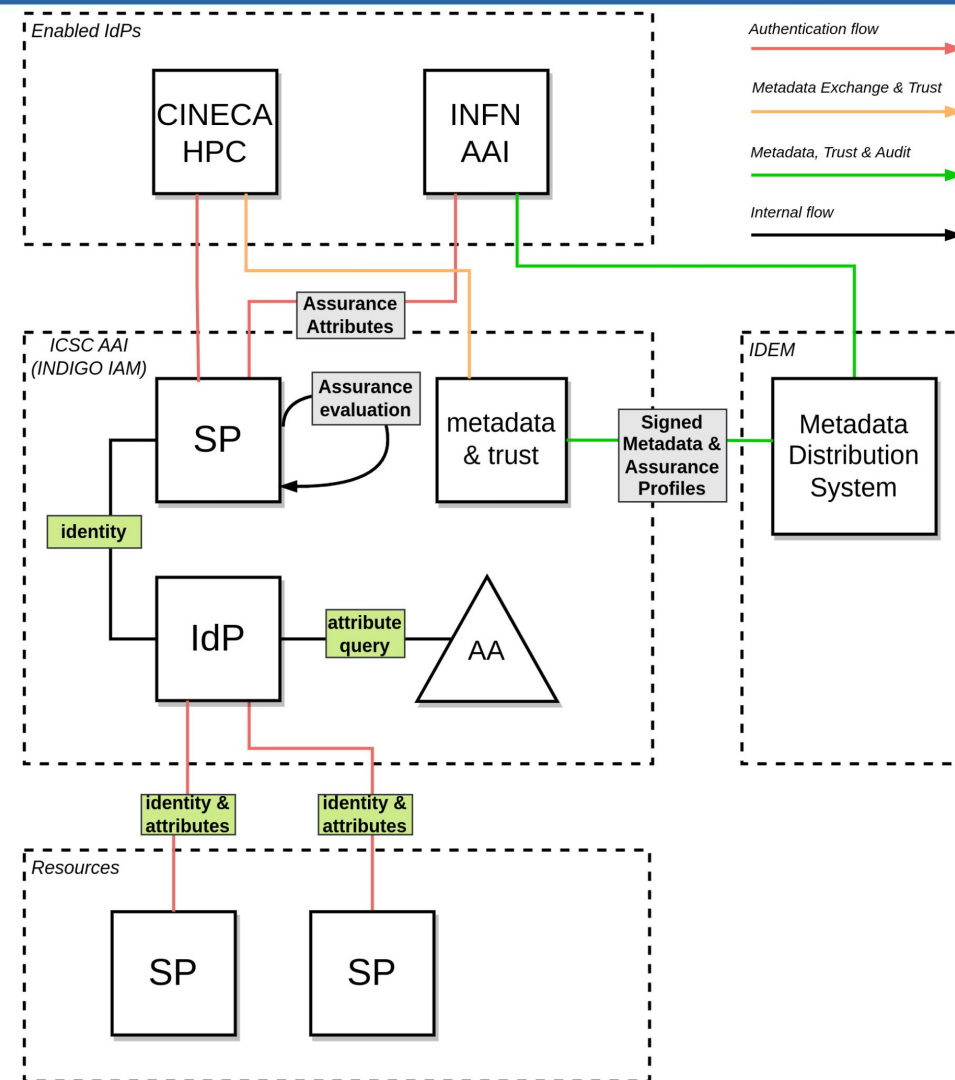 Enabled IdPs
CINECA
HPC
INFN
AAI
Authentication flow
Metadata Exchange & Trust
Metadata, Trust & Audit
Internal flow
Assurance
Attributes
ICSC AAI
(INDIGO IAM)
SP
Assurance
evaluation
metadata
& trust
Signed
Metadata &
Assurance
Profiles
IDEM
Metadata
Distribution
System
identity
IdP
attribute
query
AA
identity &
attributes
identity &
attributes
Resources
SP
SP